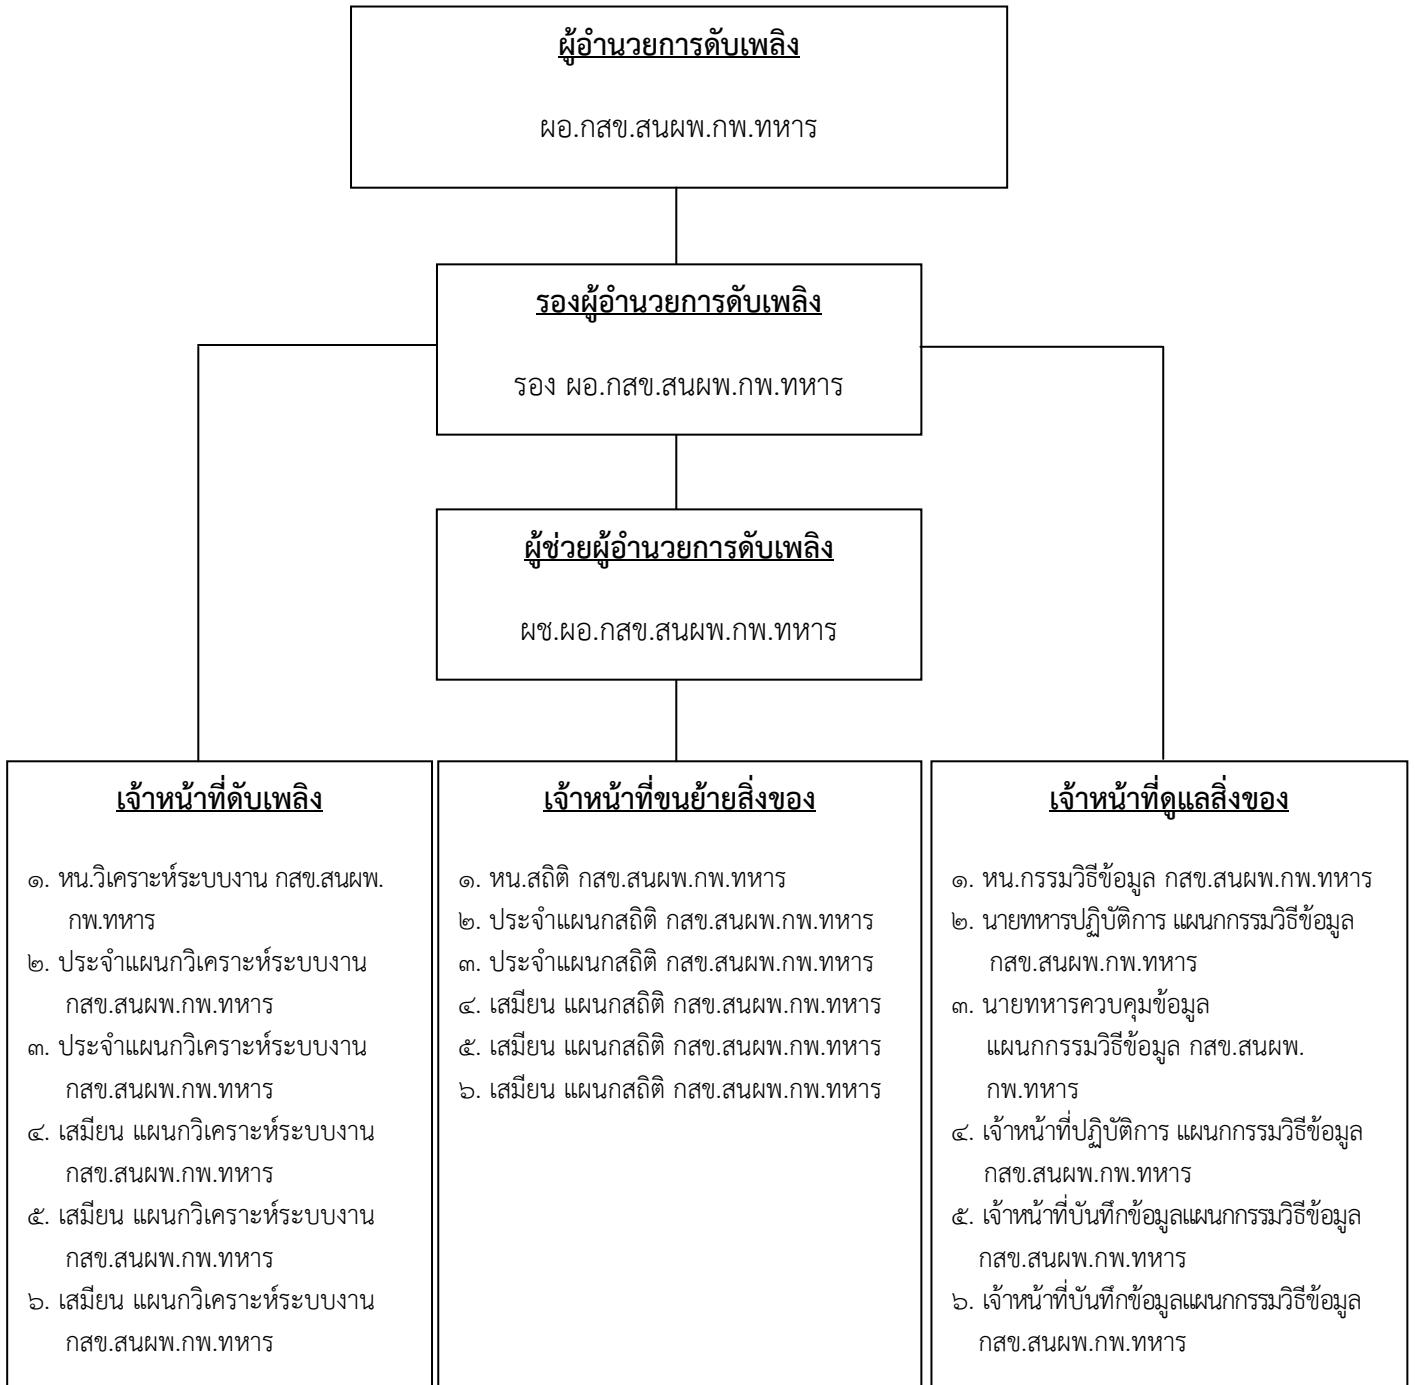 ผู้อำนวยการดับเพลิง
ผอ.กสข.สนผพ.กพ.ทหาร
รองผู้อำนวยการดับเพลิง
รอง ผอ.กสข.สนผพ.กพ.ทหาร
ผู้ช่วยผู้อำนวยการดับเพลิง
ผช.ผอ.กสข.สนผพ.กพ.ทหาร
เจ้าหน้าที่ดับเพลิง
๑. หน.วิเคราะห์ระบบงาน กสข.สนผพ.
กพ.ทหาร
๒. ประจำแผนกวิเคราะห์ระบบงาน
กสข.สนผพ.กพ.ทหาร
๓. ประจำแผนกวิเคราะห์ระบบงาน
กสข.สนผพ.กพ.ทหาร
๔. เสมียน แผนกวิเคราะห์ระบบงาน
กสข.สนผพ.กพ.ทหาร
๕. เสมียน แผนกวิเคราะห์ระบบงาน
กสข.สนผพ.กพ.ทหาร
๖. เสมียน แผนกวิเคราะห์ระบบงาน
กสข.สนผพ.กพ.ทหาร
เจ้าหน้าที่ขนย้ายสิ่งของ
๑. หน.สถิติ กสข.สนผพ.กพ.ทหาร
๒. ประจำแผนกสถิติ กสข.สนผพ.กพ.ทหาร
๓. ประจำแผนกสถิติ กสข.สนผพ.กพ.ทหาร
๔. เสมียน แผนกสถิติ กสข.สนผพ.กพ.ทหาร
๕. เสมียน แผนกสถิติ กสข.สนผพ.กพ.ทหาร
๖. เสมียน แผนกสถิติ กสข.สนผพ.กพ.ทหาร
เจ้าหน้าที่ดูแลสิ่งของ
๑. หน.กรรมวิธีข้อมูล กสข.สนผพ.กพ.ทหาร
๒. นายทหารปฏิบัติการ แผนกกรรมวิธีข้อมูล
กสข.สนผพ.กพ.ทหาร
๓. นายทหารควบคุมข้อมูล
แผนกกรรมวิธีข้อมูล กสข.สนผพ.
กพ.ทหาร
๔. เจ้าหน้าที่ปฏิบัติการ แผนกกรรมวิธีข้อมูล
กสข.สนผพ.กพ.ทหาร
๕. เจ้าหน้าที่บันทึกข้อมูลแผนกกรรมวิธีข้อมูล
กสข.สนผพ.กพ.ทหาร
๖. เจ้าหน้าที่บันทึกข้อมูลแผนกกรรมวิธีข้อมูล
กสข.สนผพ.กพ.ทหาร